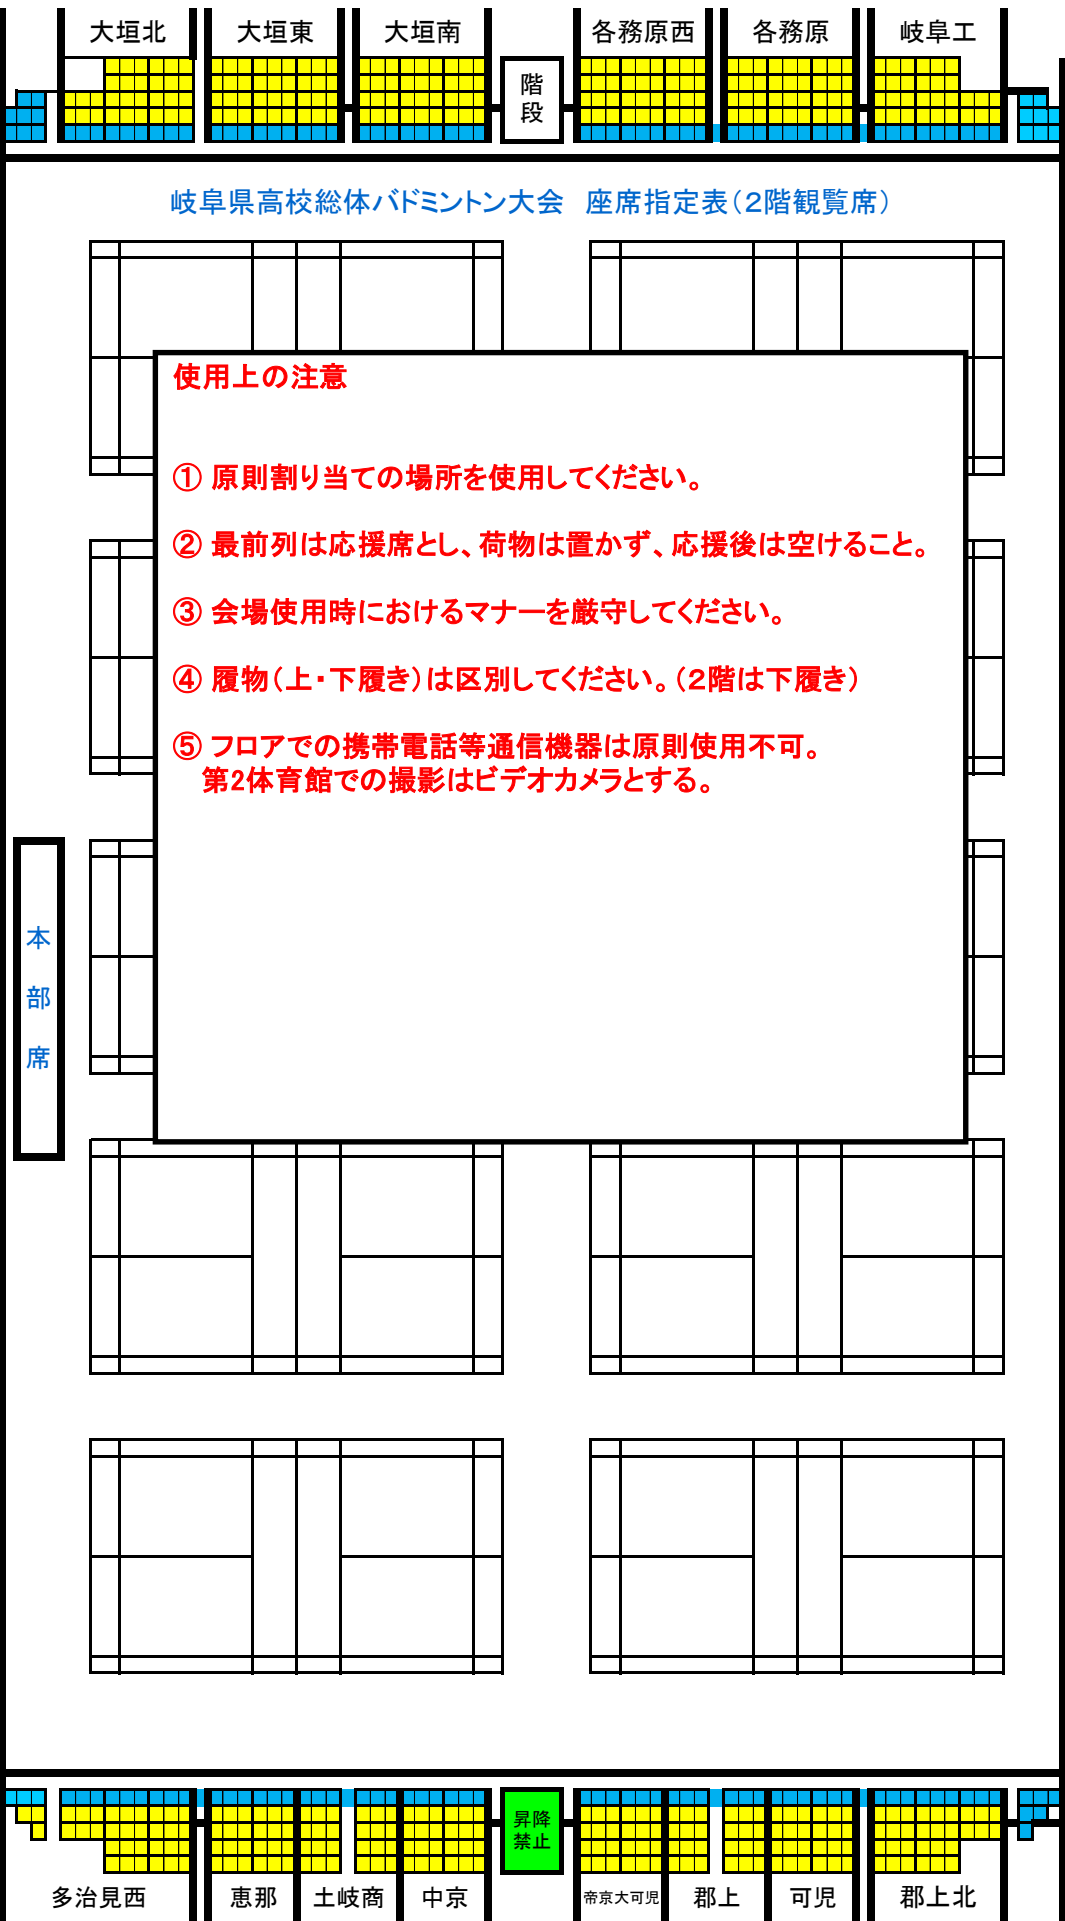 大垣北 大垣東 大垣南 各務原西 各務原 岐阜工
階
段
岐阜県高校総体バドミントン大会　座席指定表(２階観覧席)
使用上の注意
① 原則割り当ての場所を使用してください。
② 最前列は応援席とし、荷物は置かず、応援後は空けること。
③ 会場使用時におけるマナーを厳守してください。
④ 履物(上・下履き)は区別してください。(２階は下履き)
⑤ フロアでの携帯電話等通信機器は原則使用不可。
第2体育館での撮影はビデオカメラとする。
本
部
席
昇降
禁止
多治見西 恵那 土岐商 中京 帝京大可児 郡上 可児 郡上北